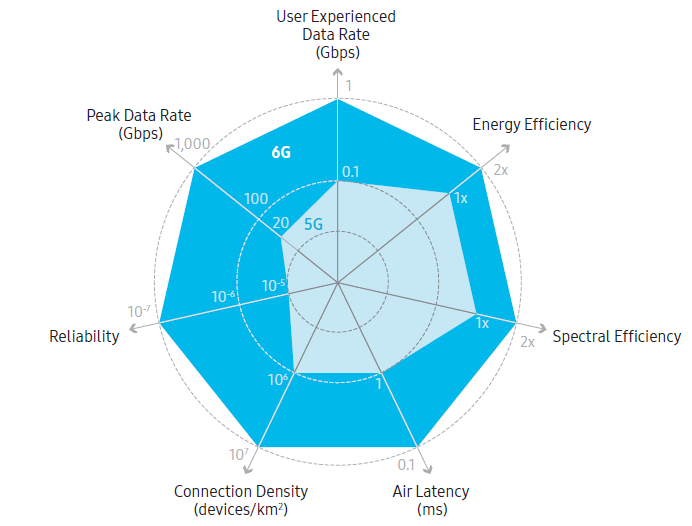 User Experienced
Data Rate
(Gbps)
1
Peak Data Rate
(Gbps)
1,000
Energy Efficiency
2x
6G
0.1
100
1x
20
5G
10-5
10-6
10-7
1x
Reliability
2x
Spectral Efficiency
10⁶
1
10⁷
0.1
Connection Density
(devices/km²)
Air Latency
(ms)